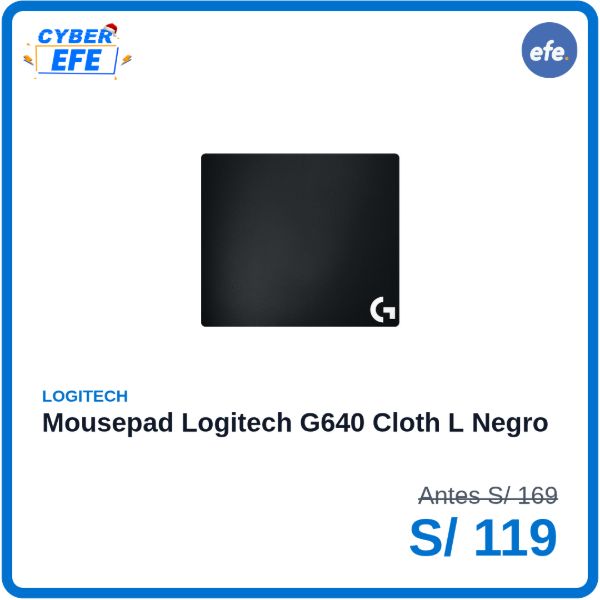 CYBER
EFE
efe.
G
LOGITECH
Mousepad Logitech G640 Cloth L Negro
Antes S/ 169
S/ 119